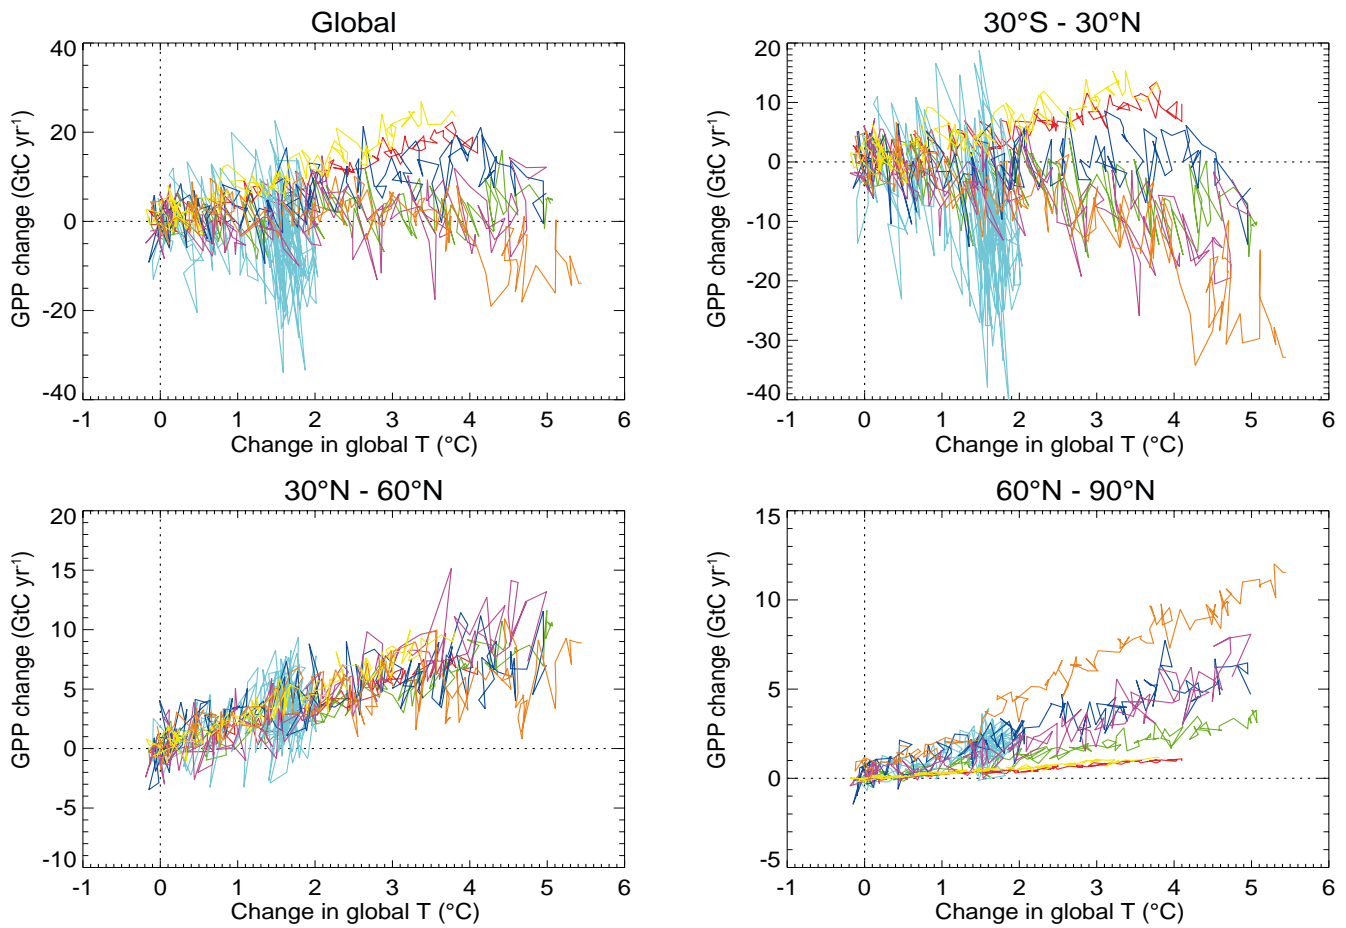 Global
40
20
0
-20
-40
GPP change (GtC yr-1)
-1 0 1 2 3 4 5 6
Change in global T (°C)
30°S - 30°N
20
10
0
-10
-20
-30
-40
GPP change (GtC yr-1)
-1 0 1 2 3 4 5 6
Change in global T (°C)
30°N - 60°N
20
15
10
5
0
-5
-10
GPP change (GtC yr-1)
-1 0 1 2 3 4 5 6
Change in global T (°C)
60°N - 90°N
15
10
5
0
-5
GPP change (GtC yr-1)
-1 0 1 2 3 4 5 6
Change in global T (°C)